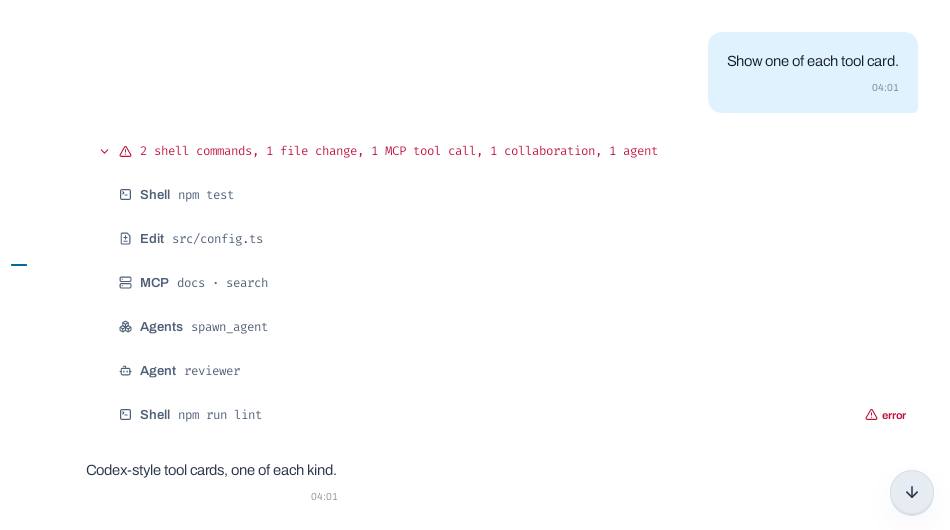 Show one of each tool card.
04:01
2 shell commands, 1 file change, 1 MCP tool call, 1 collaboration, 1 agent
Shell npm test
Edit src/config.ts
MCP docs · search
Agents spawn_agent
Agent reviewer
Shell npm run lint error
Codex-style tool cards, one of each kind.
04:01